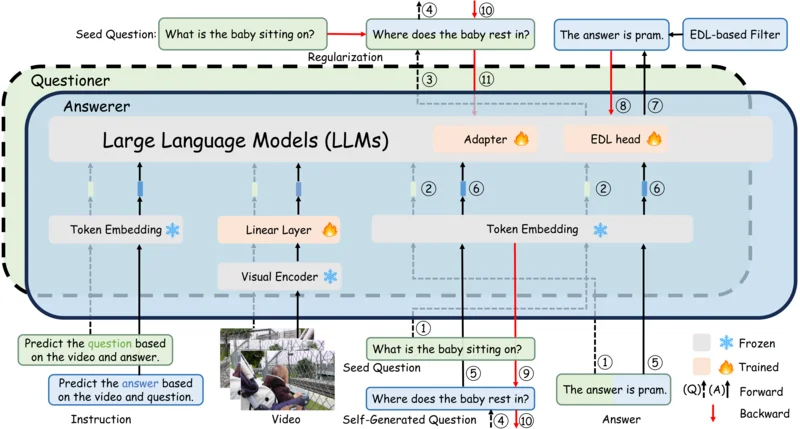 Seed Question:
What is the baby sitting on?
④
⑩
Where does the baby rest in?
The answer is pram.
EDL-based Filter
Regularization
Questioner
③
⑪
⑧
⑦
Answerer
Large Language Models (LLMs)
Adapter
EDL head
②
⑥
②
⑥
Token Embedding
Linear Layer
Token Embedding
Visual Encoder
①
Predict the question based
on the video and answer.
What is the baby sitting on?
Seed Question
①
⑤
Frozen
Trained
Predict the answer based
on the video and question.
⑤
⑨
Where does the baby rest in?
The answer is pram.
(Q)
(A)
Forward
Backward
Instruction
Video
Self-Generated Question
④
⑩
Answer